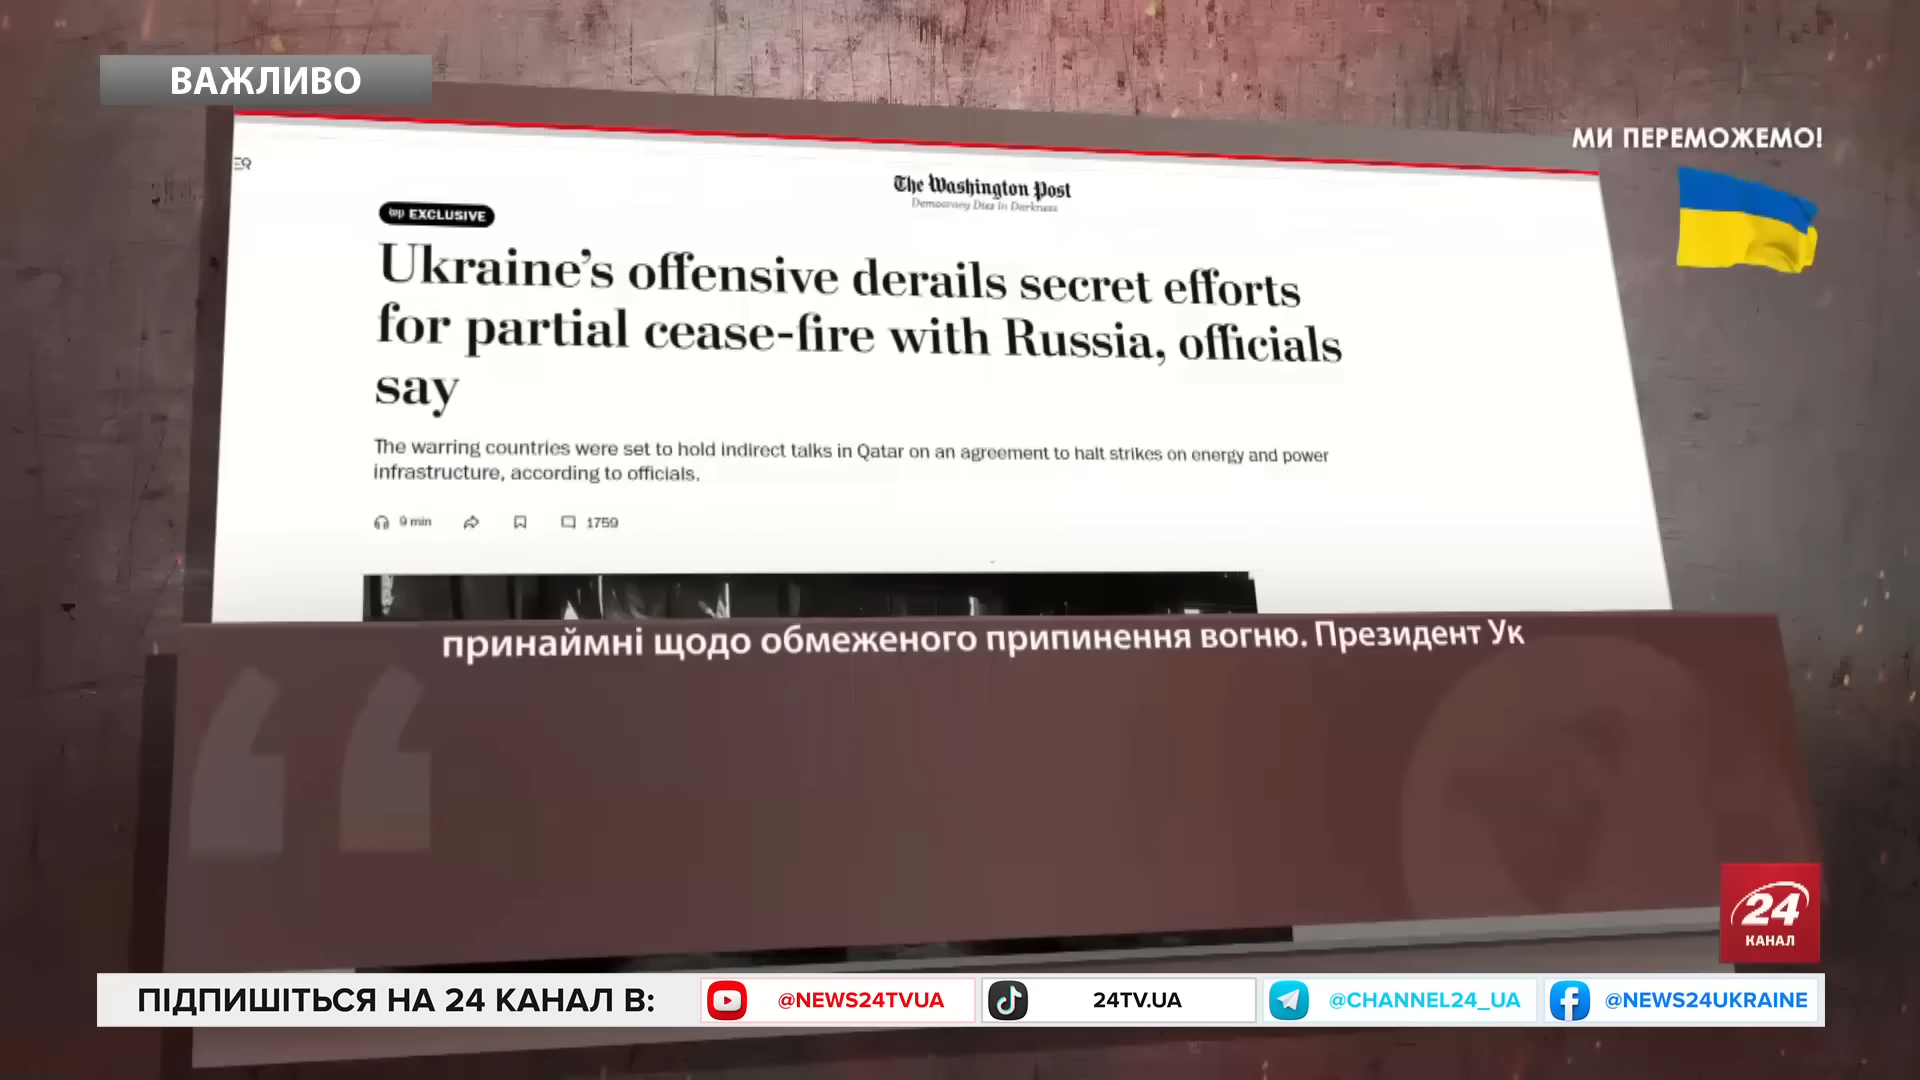 ВАЖЛИВО
МИ ПЕРЕМОЖЕМО!
The Washington Post
Democracy Dies in Darkness
wp EXCLUSIVE
Ukraine’s offensive derails secret efforts
for partial cease-fire with Russia, officials
say
The warring countries were set to hold indirect talks in Qatar on an agreement to halt strikes on energy and power
infrastructure, according to officials.
9 min 1759
принаймні щодо обмеженого припинення вогню. Президент Ук
24
КАНАЛ
ПІДПИШІТЬСЯ НА 24 КАНАЛ В: @NEWS24TVUA 24TV.UA @CHANNEL24_UA @NEWS24UKRAINE